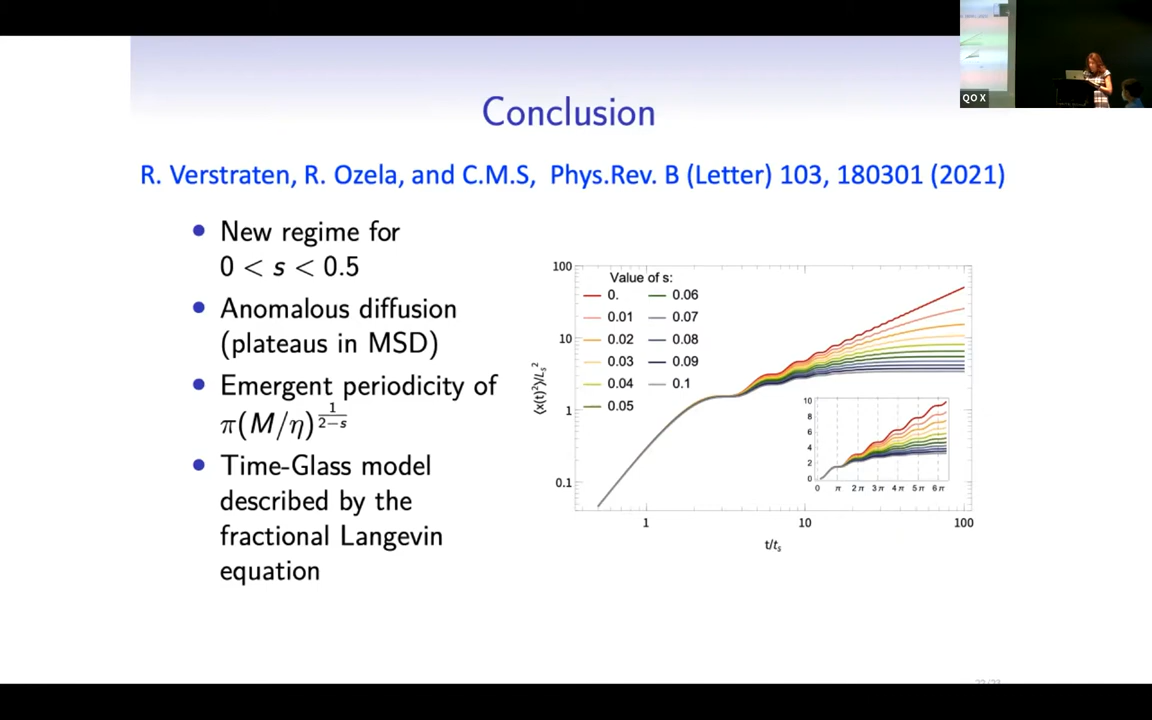 Conclusion
R. Verstraten, R. Ozela, and C.M.S, Phys.Rev. B (Letter) 103, 180301 (2021)
• New regime for
0 < s < 0.5
• Anomalous diffusion
(plateaus in MSD)
• Emergent periodicity of
π(M/η)^{\frac{1}{2−s}}
• Time-Glass model
described by the
fractional Langevin
equation
Value of s:
0. 0.06
0.01 0.07
0.02 0.08
0.03 0.09
0.04 0.1
0.05
100
10
1
0.1
⟨x(t)²⟩/Lₛ²
1 10 100
t/tₛ
10
8
6
4
2
0
0 π 2π 3π 4π 5π 6π
QO X